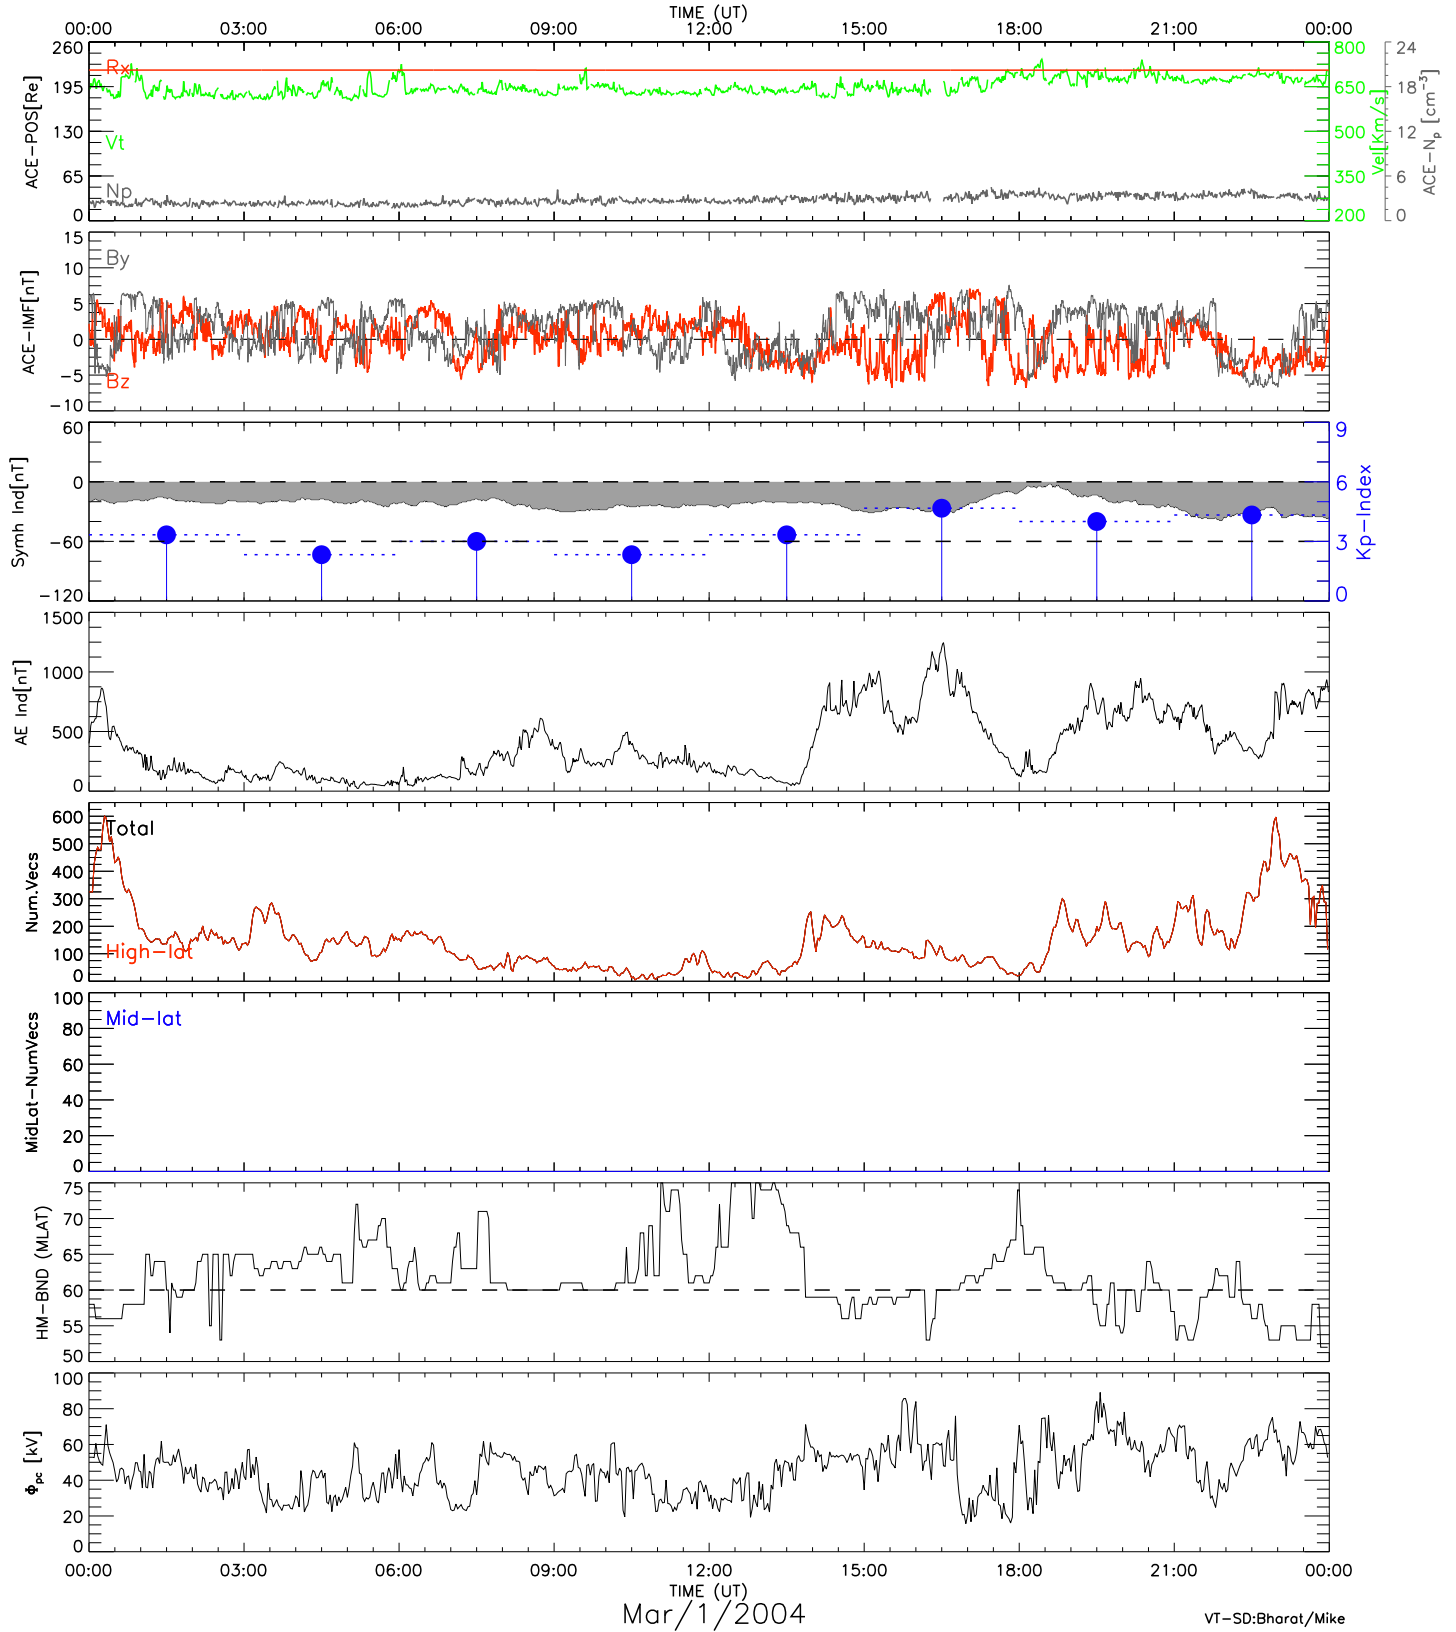 TIME (UT)
00:00 03:00 06:00 09:00 12:00 15:00 18:00 21:00 00:00
260 195 130 65 0
ACE-POS[Re]
Rx
Vt
Np
800 650 500 350 200
Vel[Km/s]
24 18 12 6 0
ACE-Np [cm⁻³]
15 10 5 0 -5 -10
ACE-IMF[nT]
By
Bz
60 0 -60 -120
Symh Ind[nT]
9 6 3 0
Kp-Index
1500 1000 500 0
AE Ind[nT]
600 500 400 300 200 100 0
Num.Vecs
Total
High-lat
100 80 60 40 20 0
MidLat-NumVecs
Mid-lat
75 70 65 60 55 50
HM-BND (MLAT)
100 80 60 40 20 0
Φpc [kV]
00:00 03:00 06:00 09:00 12:00 15:00 18:00 21:00 00:00
TIME (UT)
Mar/1/2004
VT-SD:Bharat/Mike